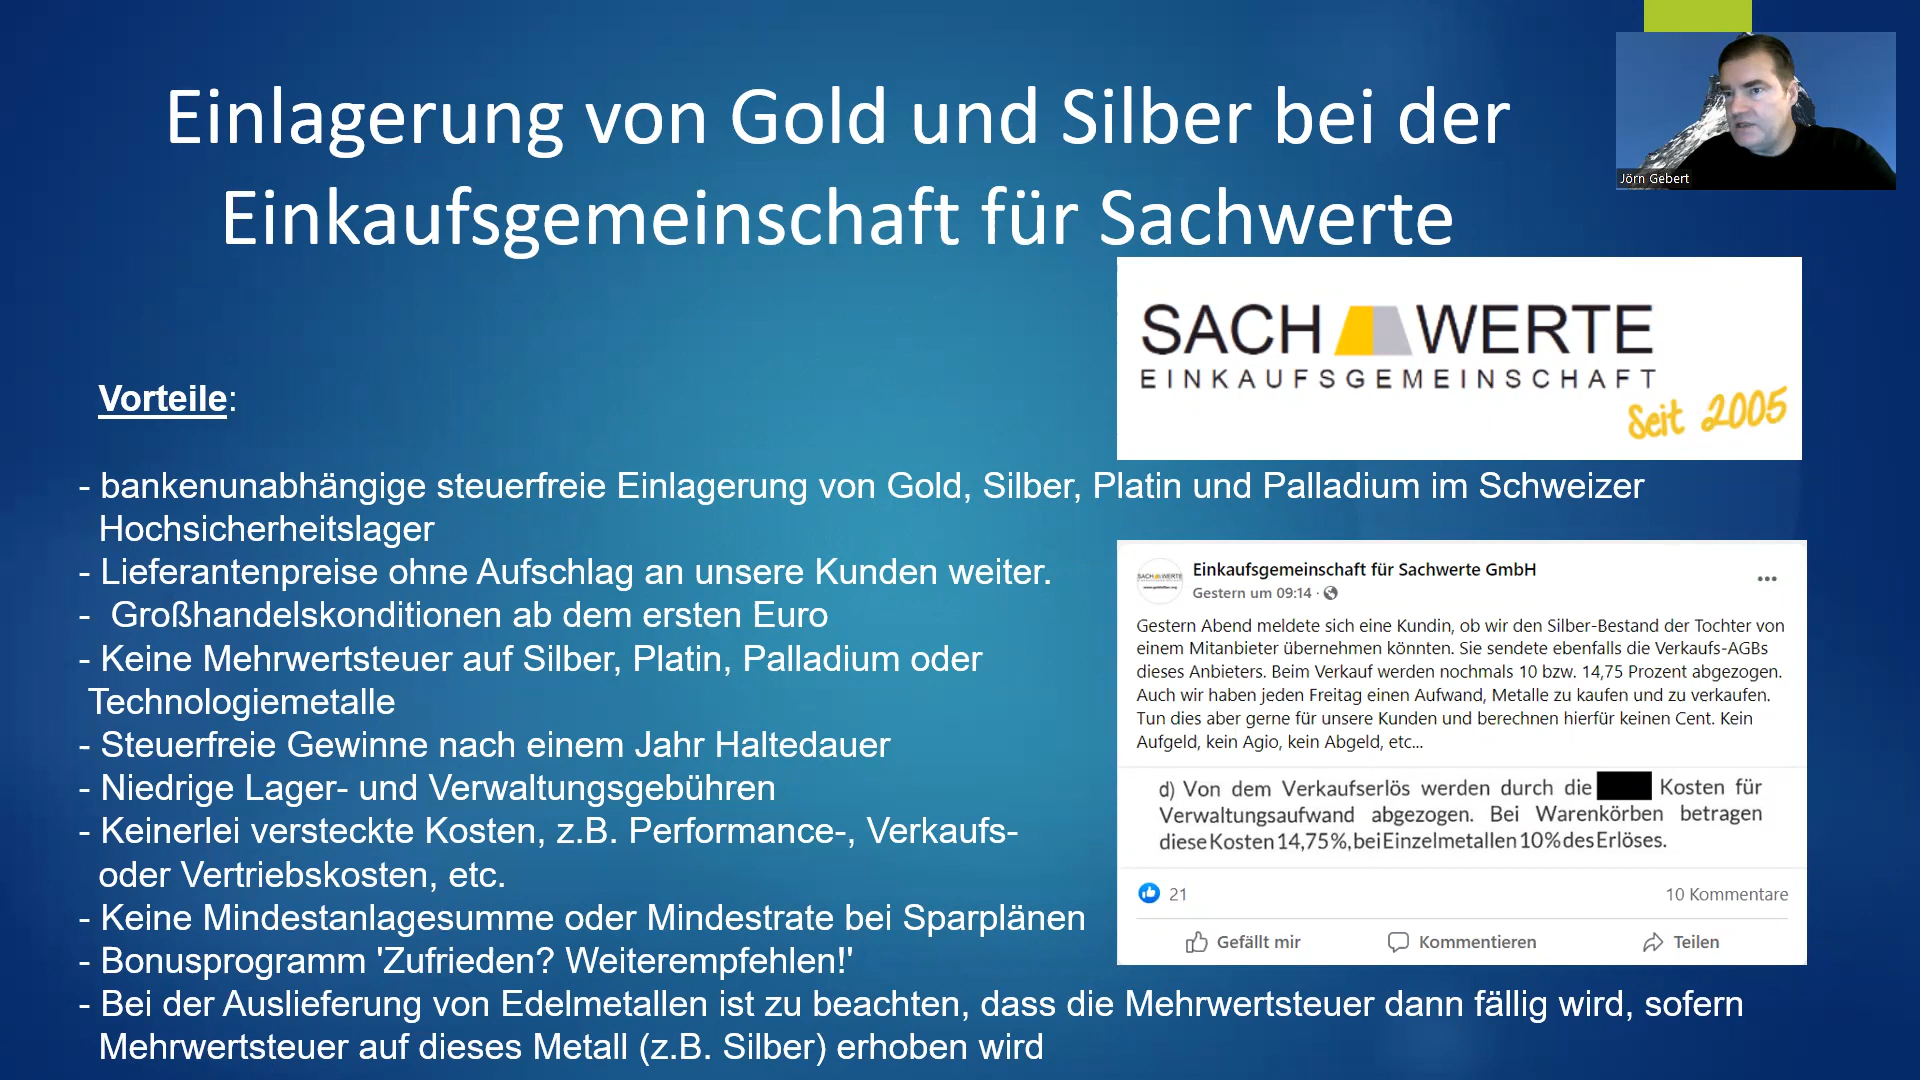 Einlagerung von Gold und Silber bei der
Einkaufsgemeinschaft für Sachwerte
Jörn Gebert
SACH WERTE
EINKAUFSGEMEINSCHAFT
Seit 2005
Vorteile:
- bankenunabhängige steuerfreie Einlagerung von Gold, Silber, Platin und Palladium im Schweizer
Hochsicherheitslager
- Lieferantenpreise ohne Aufschlag an unsere Kunden weiter.
- Großhandelskonditionen ab dem ersten Euro
- Keine Mehrwertsteuer auf Silber, Platin, Palladium oder
Technologiemetalle
- Steuerfreie Gewinne nach einem Jahr Haltedauer
- Niedrige Lager- und Verwaltungsgebühren
- Keinerlei versteckte Kosten, z.B. Performance-, Verkaufs-
oder Vertriebskosten, etc.
- Keine Mindestanlagesumme oder Mindestrate bei Sparplänen
- Bonusprogramm 'Zufrieden? Weiterempfehlen!'
- Bei der Auslieferung von Edelmetallen ist zu beachten, dass die Mehrwertsteuer dann fällig wird, sofern
Mehrwertsteuer auf dieses Metall (z.B. Silber) erhoben wird
SACH WERTE
Einkaufsgemeinschaft für Sachwerte GmbH
Gestern um 09:14 ·
Gestern Abend meldete sich eine Kundin, ob wir den Silber-Bestand der Tochter von
einem Mitanbieter übernehmen könnten. Sie sendete ebenfalls die Verkaufs-AGBs
dieses Anbieters. Beim Verkauf werden nochmals 10 bzw. 14,75 Prozent abgezogen.
Auch wir haben jeden Freitag einen Aufwand, Metalle zu kaufen und zu verkaufen.
Tun dies aber gerne für unsere Kunden und berechnen hierfür keinen Cent. Kein
Aufgeld, kein Agio, kein Abgeld, etc...
d) Von dem Verkaufserlös werden durch die Kosten für
Verwaltungsaufwand abgezogen. Bei Warenkörben betragen
diese Kosten 14,75%, bei Einzelmetallen 10% des Erlöses.
21
10 Kommentare
Gefällt mir
Kommentieren
Teilen